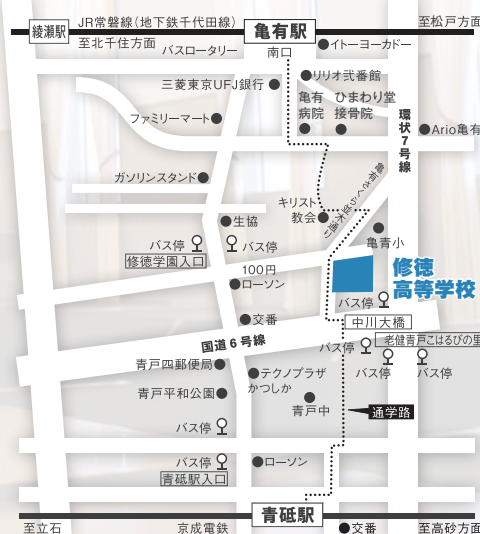 綾瀬駅
JR常磐線(地下鉄千代田線)
亀有駅
至松戸方面
至北千住方面
バスロータリー
南口
イトーヨーカドー
三菱東京UFJ銀行
リリオ弐番館
亀有
病院
ひまわり堂
接骨院
環状7号線
ファミリーマート
Ario亀有
亀有さくら並木通り
ガソリンスタンド
キリスト
教会
生協
亀青小
バス停
バス停
修徳学園入口
100円
ローソン
修徳
高等学校
バス停
交番
中川大橋
国道6号線
バス停
老健青戸こはるびの里
青戸四郵便局
テクノプラザ
かつしか
バス停
バス停
青戸平和公園
青戸中
通学路
バス停
バス停
ローソン
青砥駅入口
青砥駅
至立石
京成電鉄
交番
至高砂方面